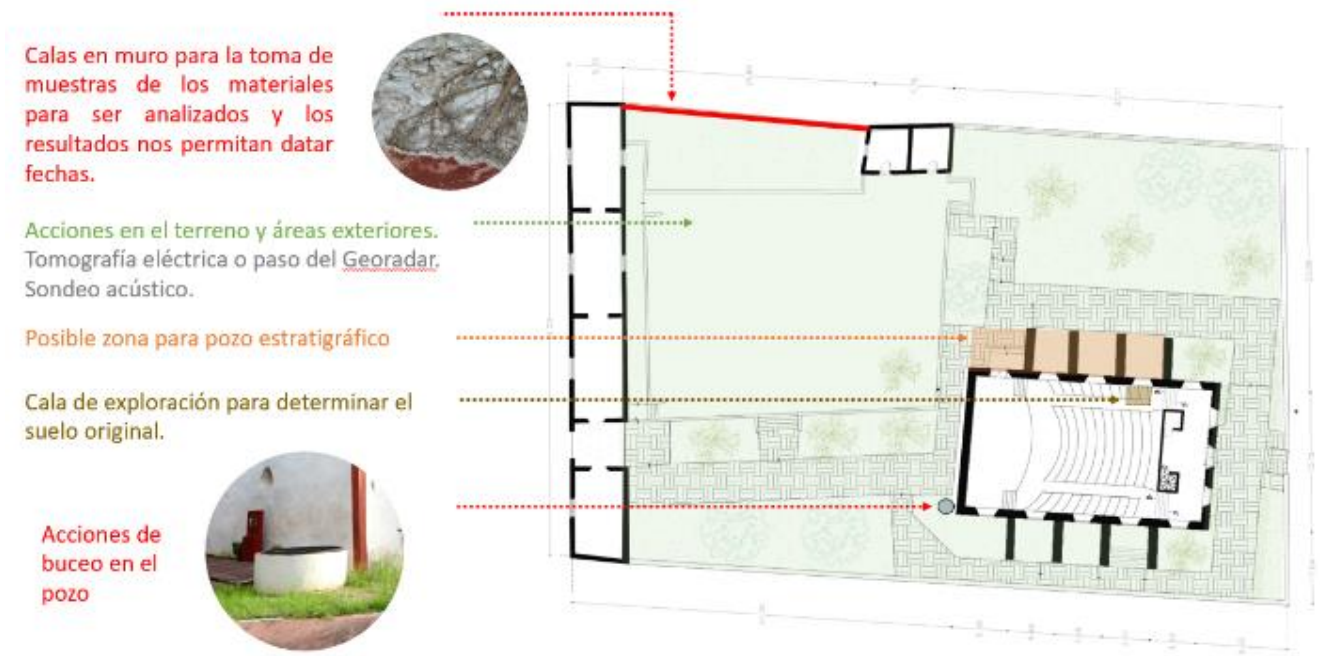 Calas en muro para la toma de
muestras de los materiales
para ser analizados y los
resultados nos permitan datar
fechas.
Acciones en el terreno y áreas exteriores.
Tomografía eléctrica o paso del Georadar.
Sondeo acústico.
Posible zona para pozo estratigráfico
Cala de exploración para determinar el
suelo original.
Acciones de
buceo en el
pozo